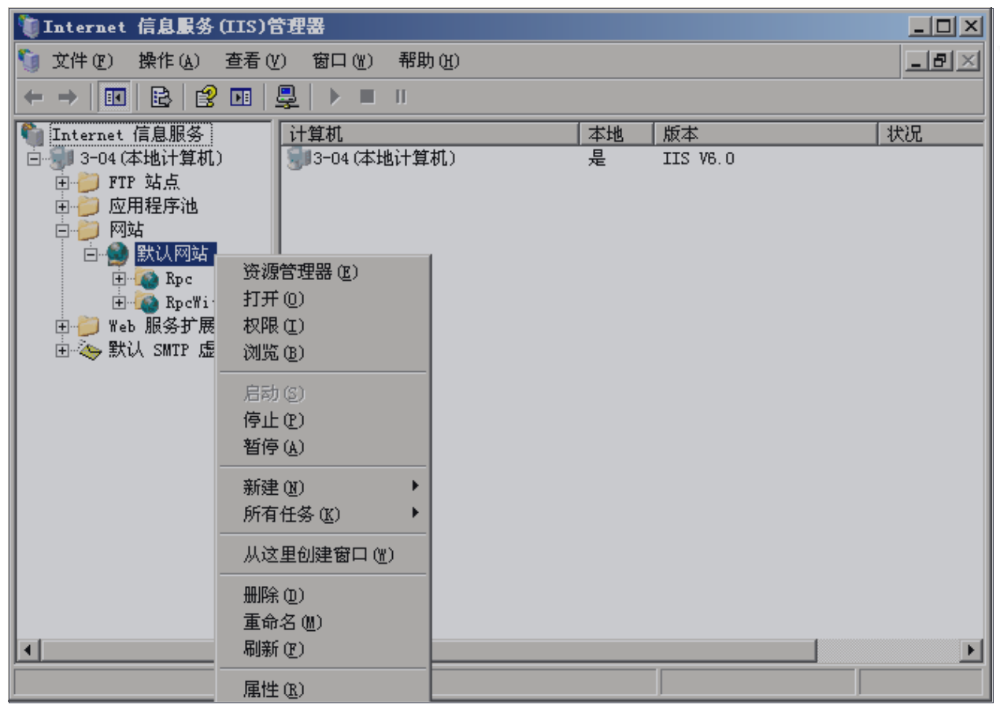 Internet 信息服务(IIS)管理器
文件(F) 操作(A) 查看(V) 窗口(W) 帮助(H)
Internet 信息服务
3-04(本地计算机)
FTP 站点
应用程序池
网站
默认网站
Rpc
RpcWi
Web 服务扩展
默认 SMTP 虚
计算机 本地 版本 状况
3-04(本地计算机) 是 IIS V6.0
资源管理器(E)
打开(O)
权限(I)
浏览(B)
启动(S)
停止(P)
暂停(A)
新建(N)
所有任务(K)
从这里创建窗口(W)
删除(D)
重命名(M)
刷新(F)
属性(R)